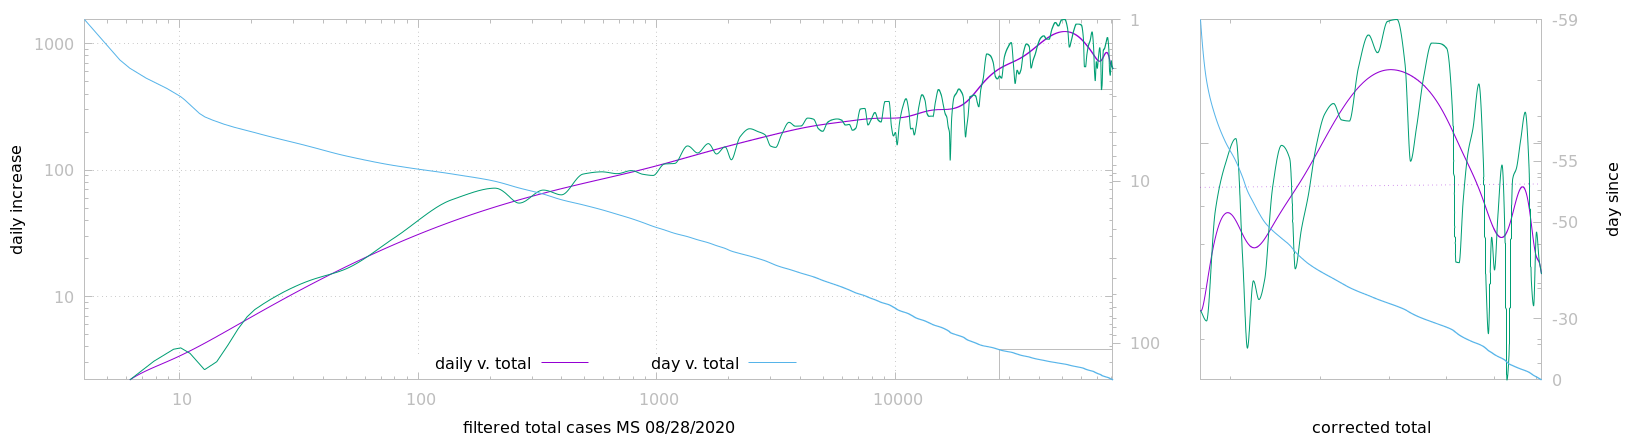 1000
100
10
daily increase
10
100
1000
10000
filtered total cases MS 08/28/2020
daily v. total
day v. total
1
10
100
corrected total
-59
-55
-50
-30
0
day since